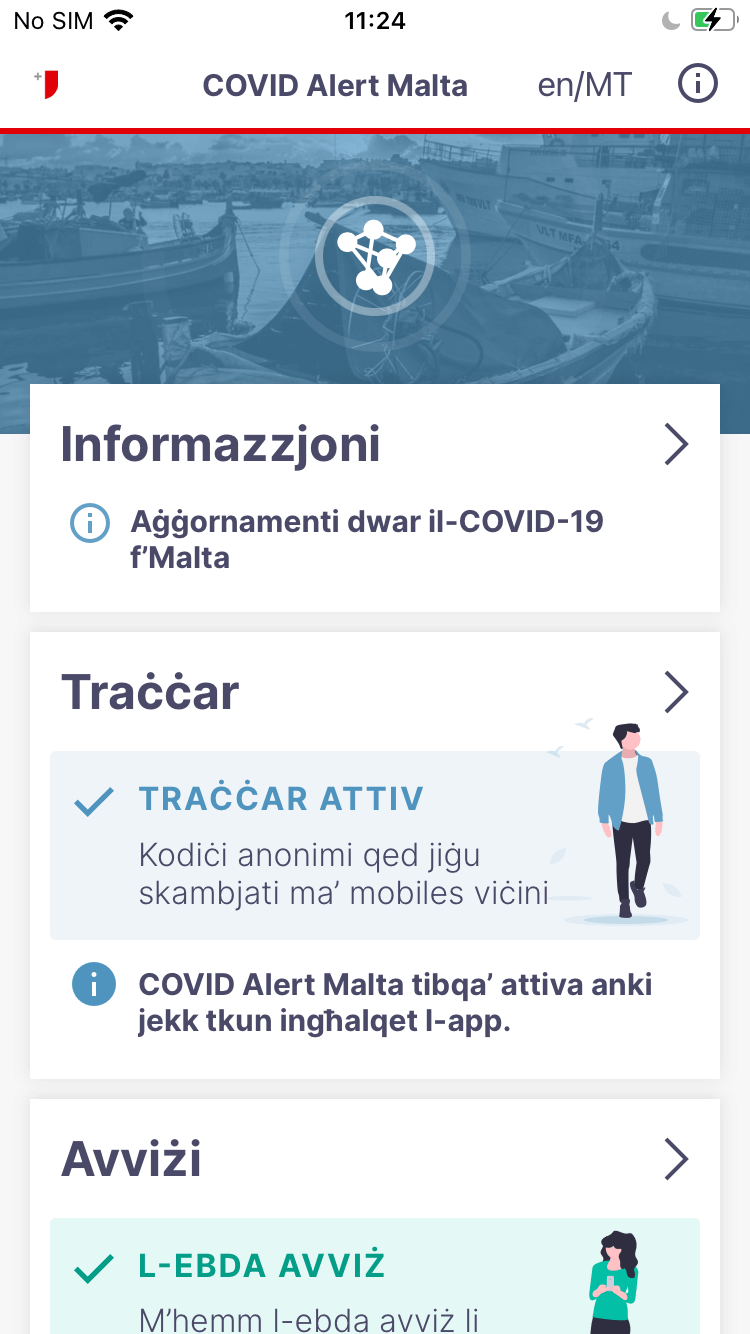 No SIM 11:24
COVID Alert Malta en/MT
Informazzjoni
Aġġornamenti dwar il-COVID-19
f’Malta
Traċċar
TRAĊĊAR ATTIV
Kodiċi anonimi qed jiġu
skambjati ma’ mobiles viċini
COVID Alert Malta tibqa’ attiva anki
jekk tkun ingħalqet l-app.
Avviżi
L-EBDA AVVIŻ
M’hemm l-ebda avviż li